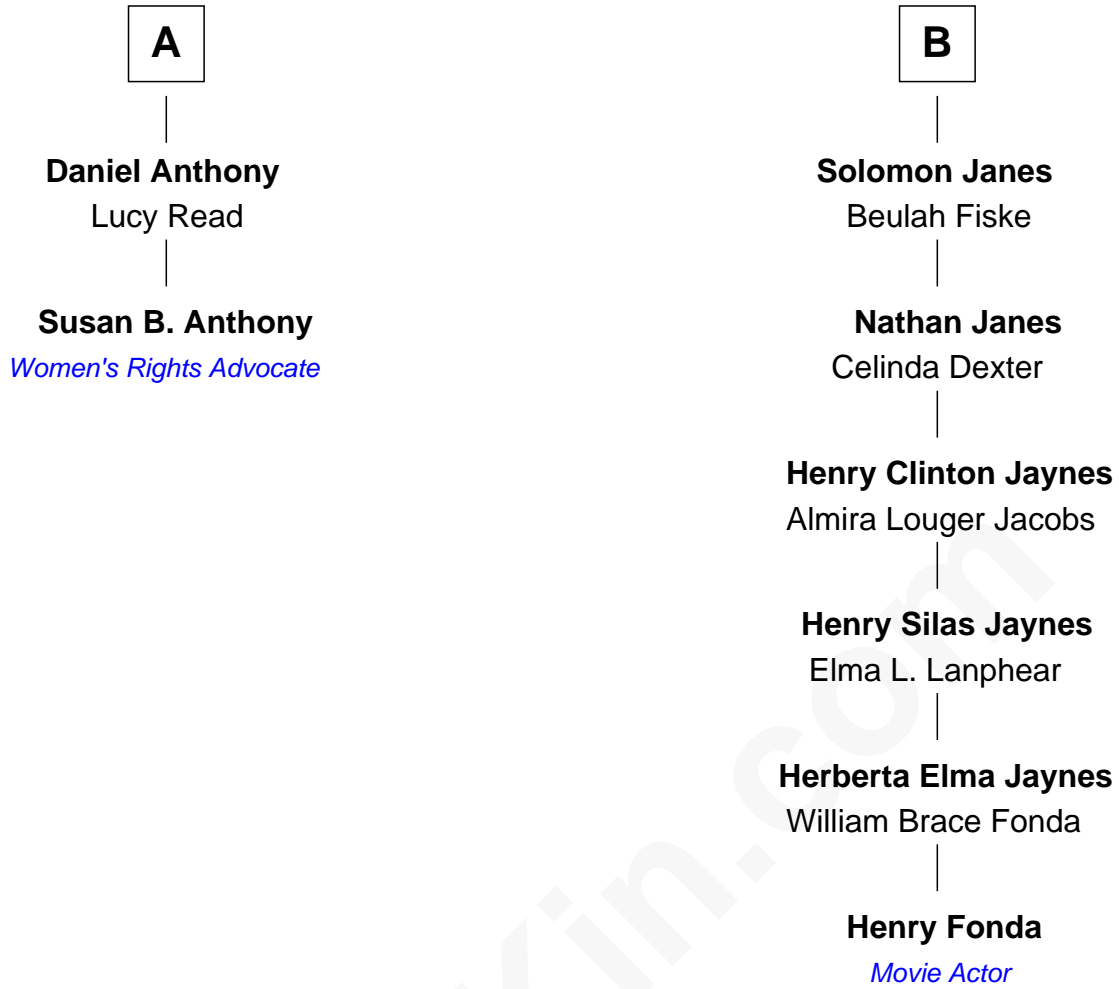 A
Daniel Anthony
Lucy Read
Susan B. Anthony
Women's Rights Advocate
B
Solomon Janes
Beulah Fiske
Nathan Janes
Celinda Dexter
Henry Clinton Jaynes
Almira Louger Jacobs
Henry Silas Jaynes
Elma L. Lanphear
Herberta Elma Jaynes
William Brace Fonda
Henry Fonda
Movie Actor
Kin.com